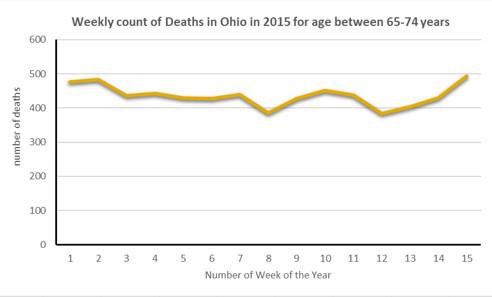 Weekly count of Deaths in Ohio in 2015 for age between 65-74 years
600
500
400
300
200
100
0
number of deaths
1 2 3 4 5 6 7 8 9 10 11 12 13 14 15
Number of Week of the Year